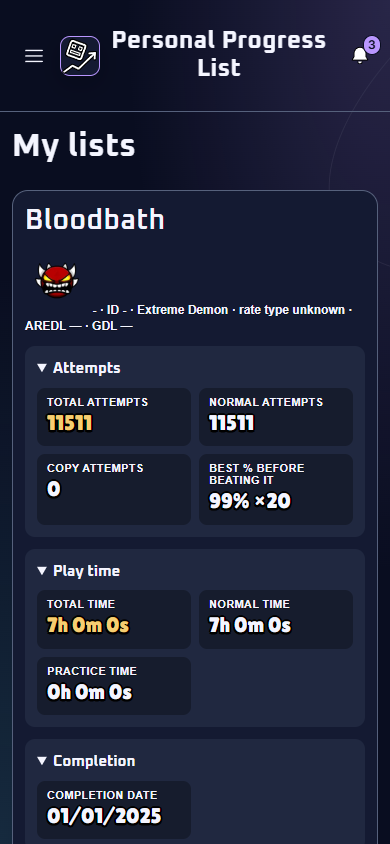 Personal Progress
List
3
My lists
Bloodbath
- · ID - · Extreme Demon · rate type unknown ·
AREDL — · GDL —
▼ Attempts
TOTAL ATTEMPTS
11511
NORMAL ATTEMPTS
11511
COPY ATTEMPTS
0
BEST % BEFORE
BEATING IT
99% ×20
▼ Play time
TOTAL TIME
7h 0m 0s
NORMAL TIME
7h 0m 0s
PRACTICE TIME
0h 0m 0s
▼ Completion
COMPLETION DATE
01/01/2025